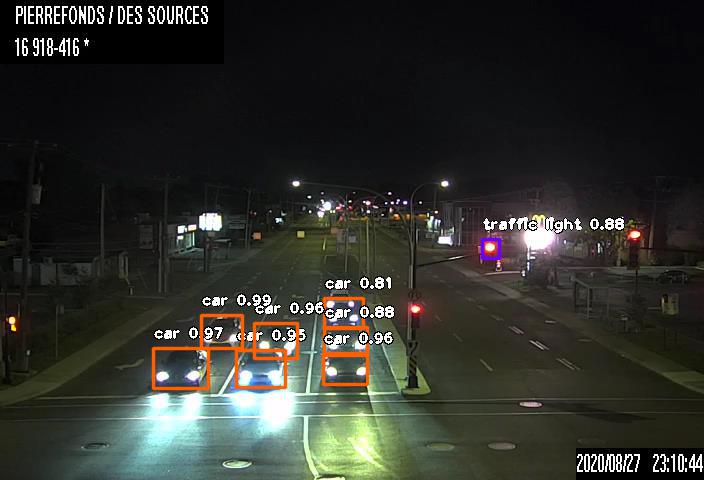 PIERREFONDS / DES SOURCES
16 918-416 *
traffic light 0.88
car 0.81
car 0.99
car 0.96
car 0.88
car 0.97
car 0.95
car 0.96
2020/08/27 23:10:44